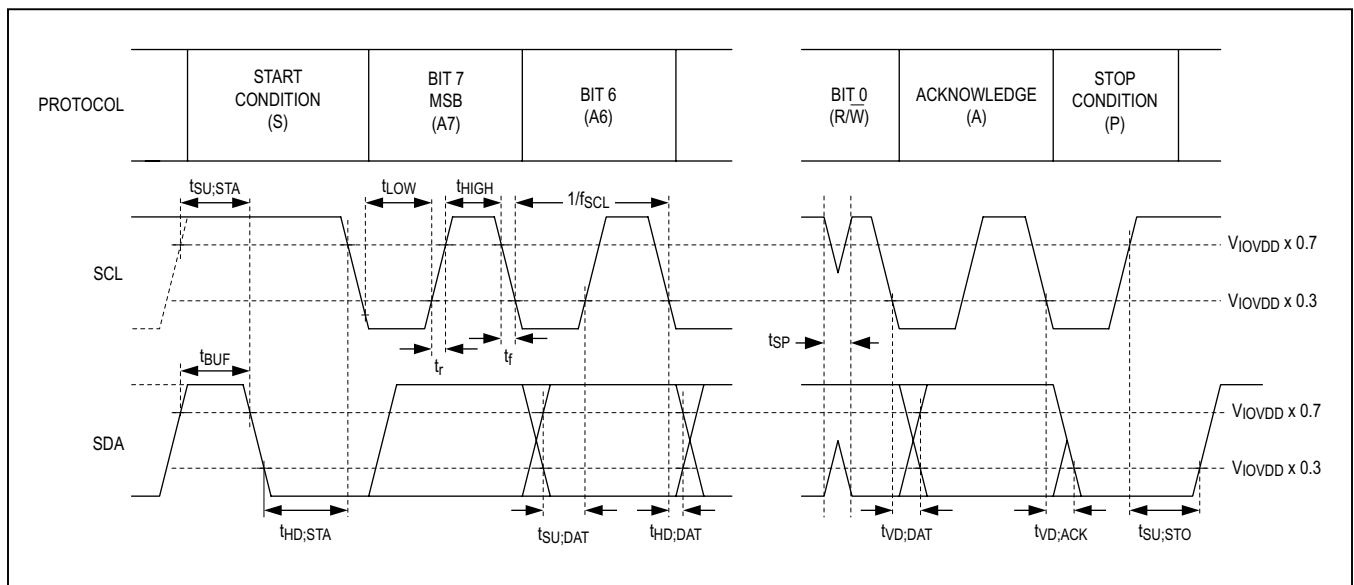 PROTOCOL
START
CONDITION
(S)
BIT 7
MSB
(A7)
BIT 6
(A6)
BIT 0
(R/W̅)
ACKNOWLEDGE
(A)
STOP
CONDITION
(P)
tSU;STA
tLOW
tHIGH
1/fSCL
VIOVDD x 0.7
SCL
VIOVDD x 0.3
tBUF
tr
tf
tSP
VIOVDD x 0.7
SDA
VIOVDD x 0.3
tHD;STA
tSU;DAT
tHD;DAT
tVD;DAT
tVD;ACK
tSU;STO